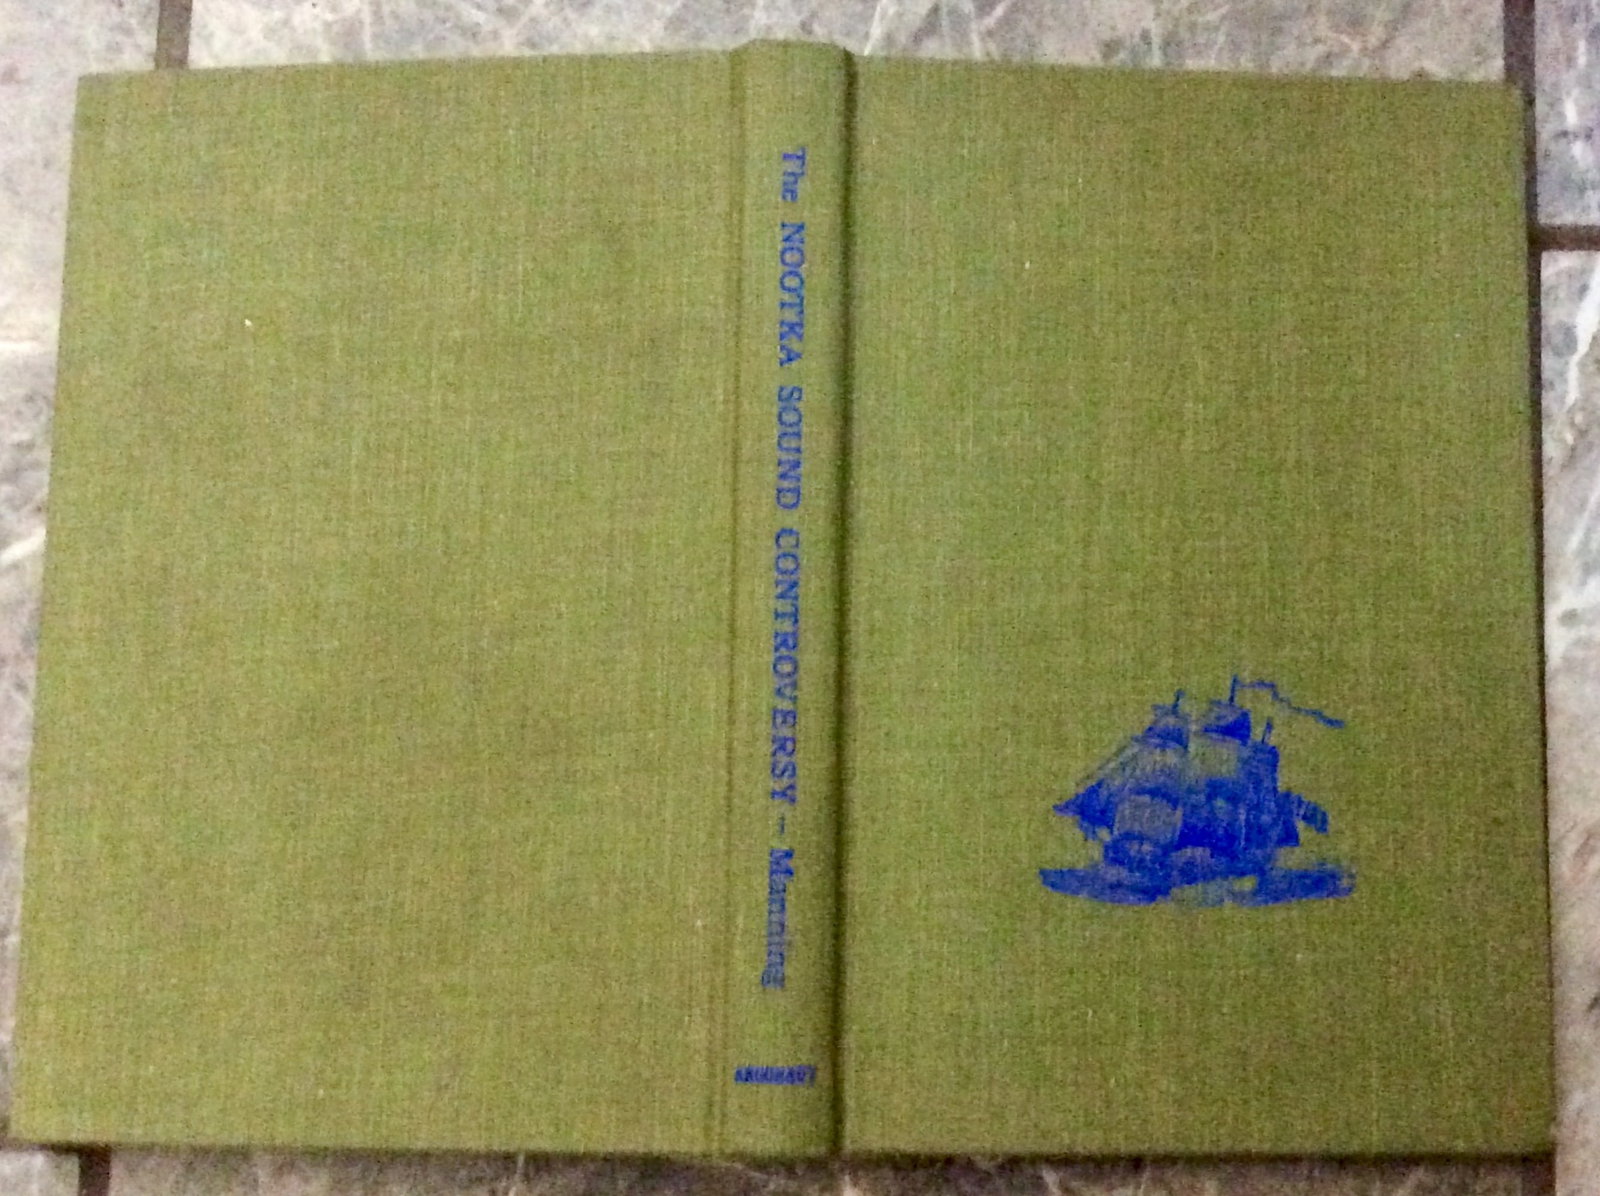 The NOOTKA SOUND CONTROVERSY - Manning
ARGONAUT